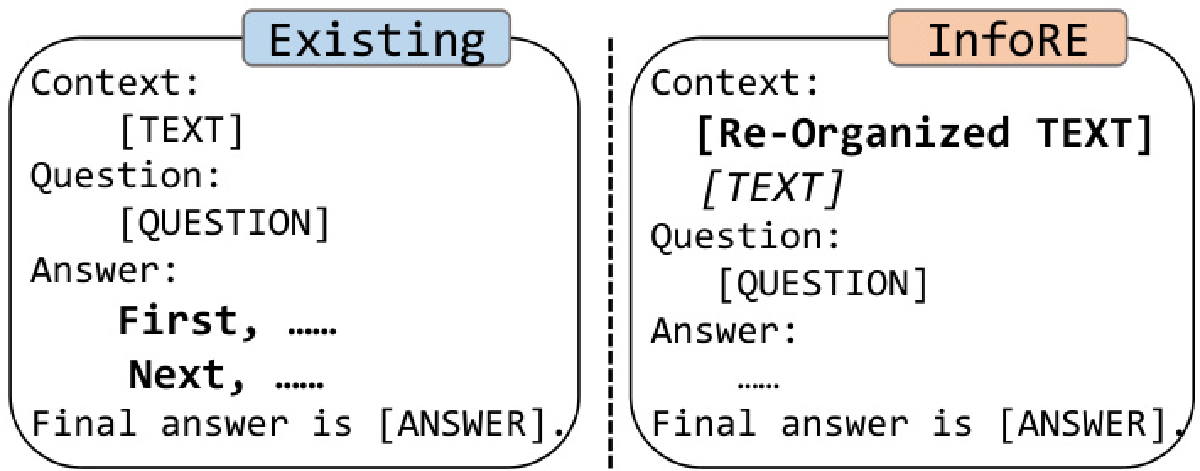 Existing
Context:
[TEXT]
Question:
[QUESTION]
Answer:
First, ……
Next, ……
Final answer is [ANSWER].
InfoRE
Context:
[Re-Organized TEXT]
[TEXT]
Question:
[QUESTION]
Answer:
……
Final answer is [ANSWER].